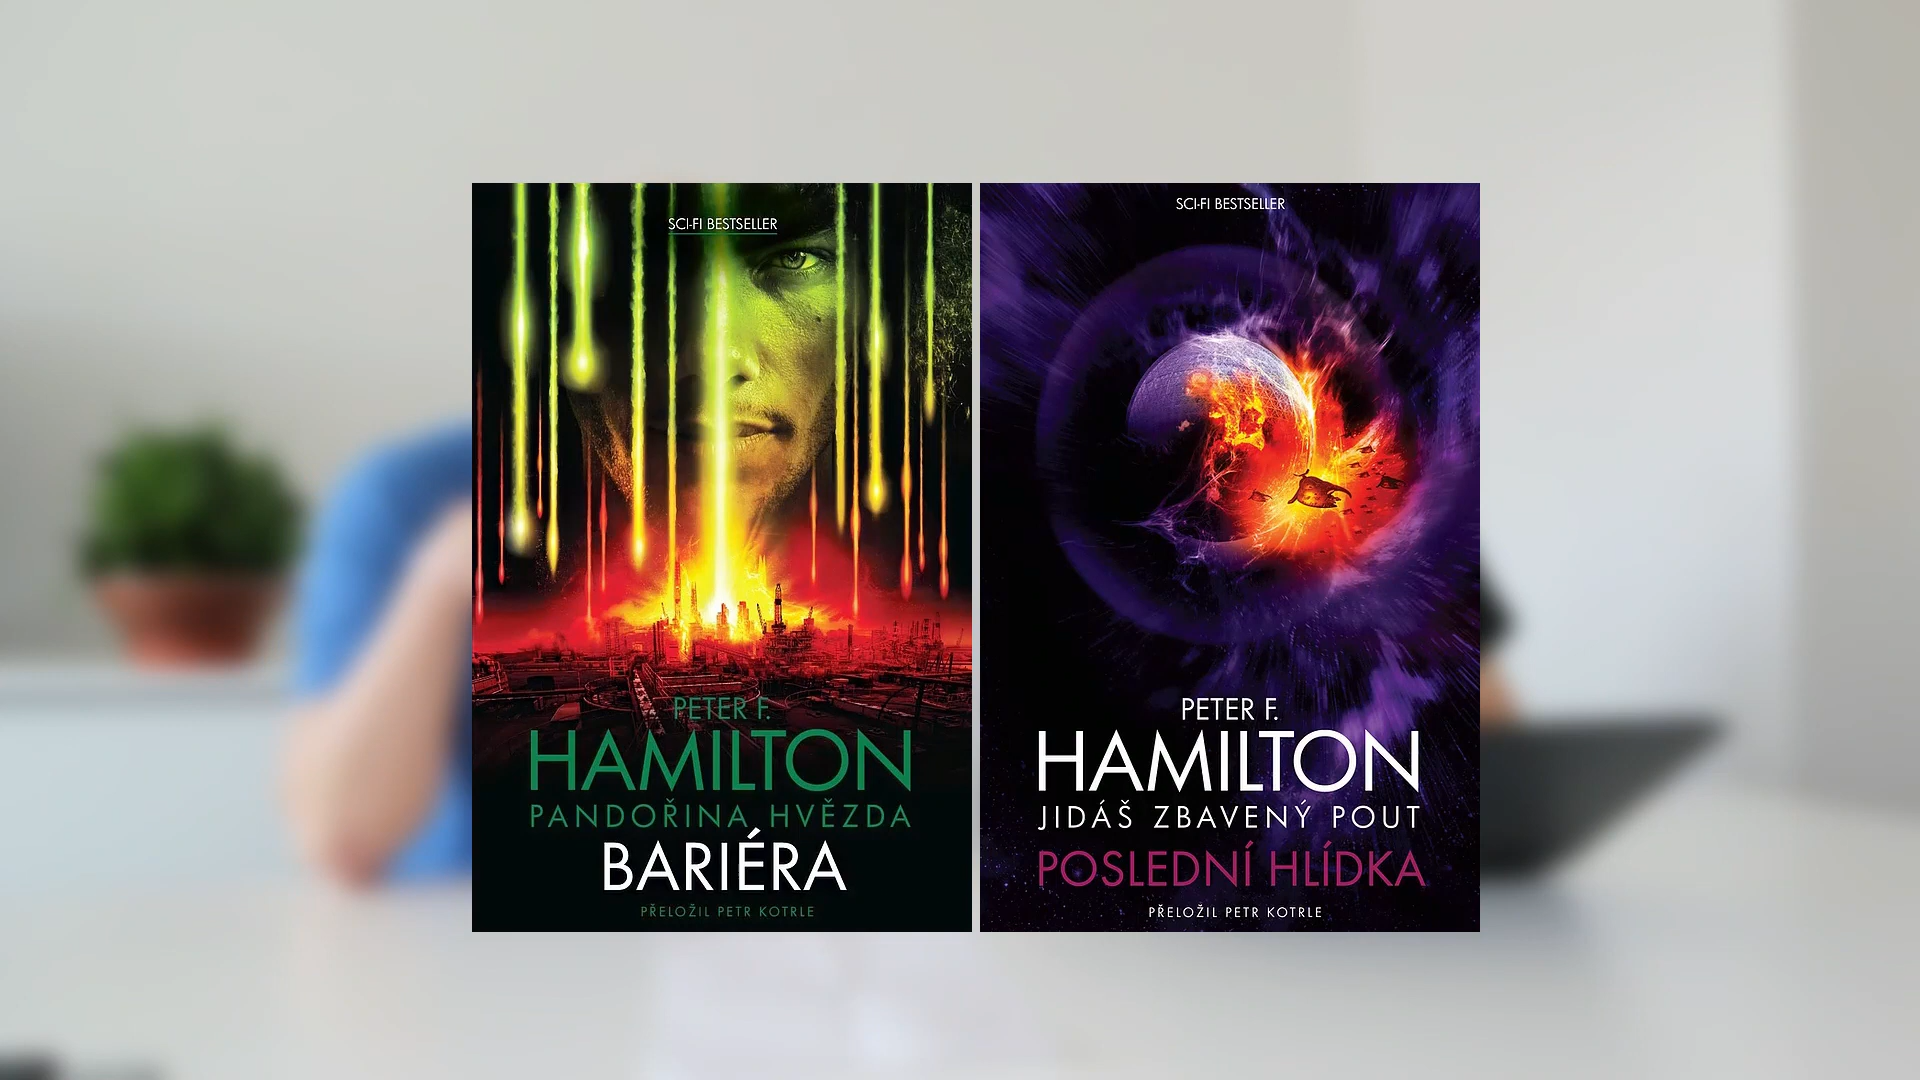 SCI-FI BESTSELLER
PETER F.
HAMILTON
PANDOŘINA HVĚZDA
BARIÉRA
PŘELOŽIL PETR KOTRLE
SCI-FI BESTSELLER
PETER F.
HAMILTON
JIDÁŠ ZBAVENÝ POUT
POSLEDNÍ HLÍDKA
PŘELOŽIL PETR KOTRLE